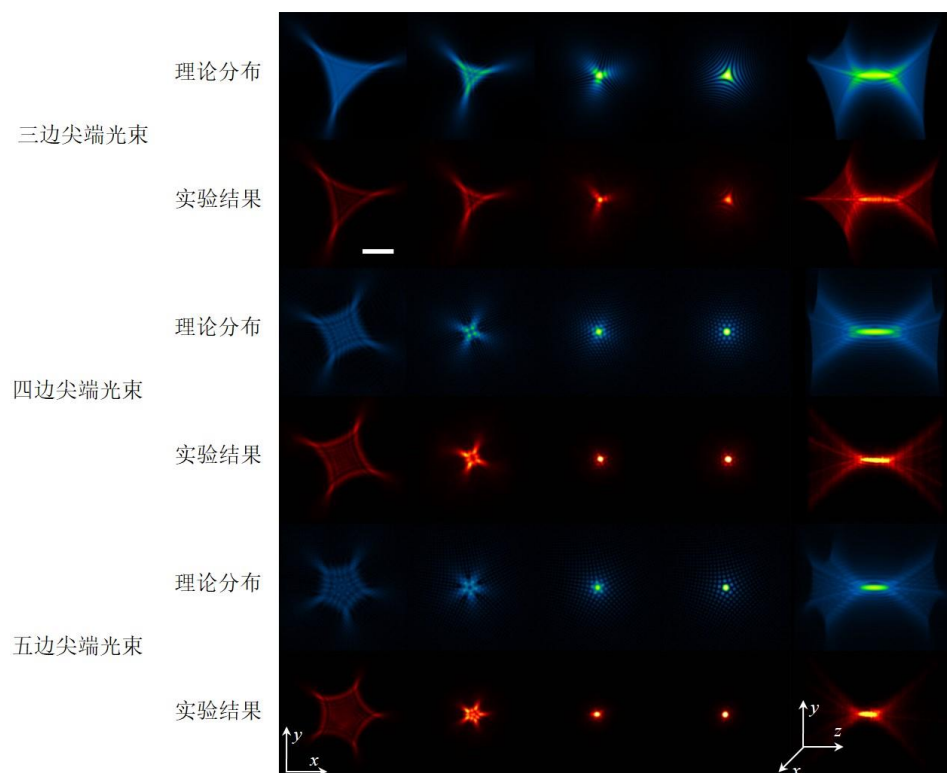 理论分布
三边尖端光束
实验结果
理论分布
四边尖端光束
实验结果
理论分布
五边尖端光束
实验结果
y
x
y
z
x